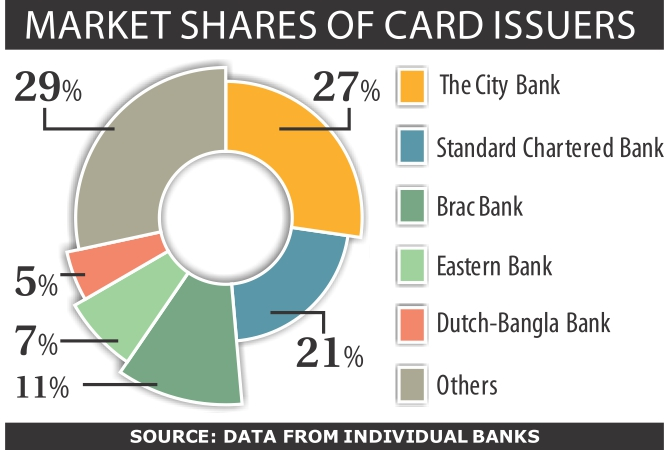 MARKET SHARES OF CARD ISSUERS
29%
27%
5%
7%
11%
21%
The City Bank
Standard Chartered Bank
Brac Bank
Eastern Bank
Dutch-Bangla Bank
Others
SOURCE: DATA FROM INDIVIDUAL BANKS